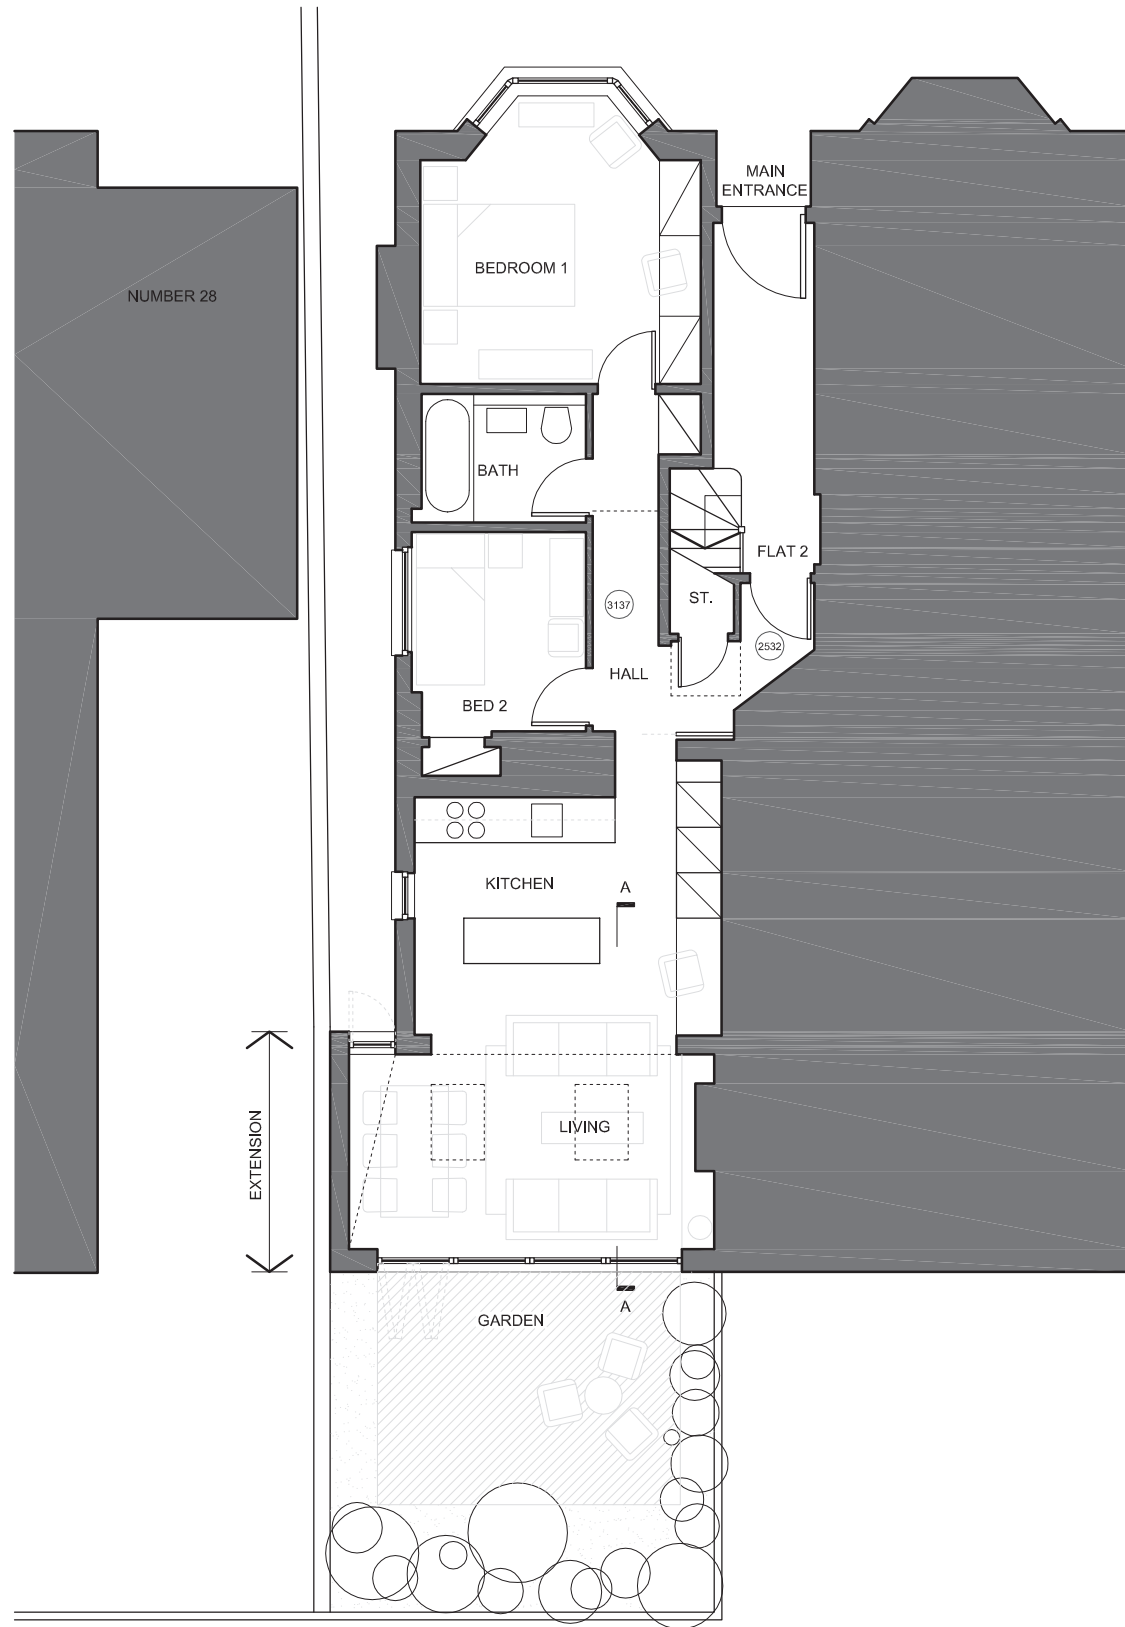 MAIN
ENTRANCE
BEDROOM 1
NUMBER 28
BATH
FLAT 2
ST.
3137
2532
HALL
BED 2
KITCHEN
A
EXTENSION
LIVING
A
GARDEN